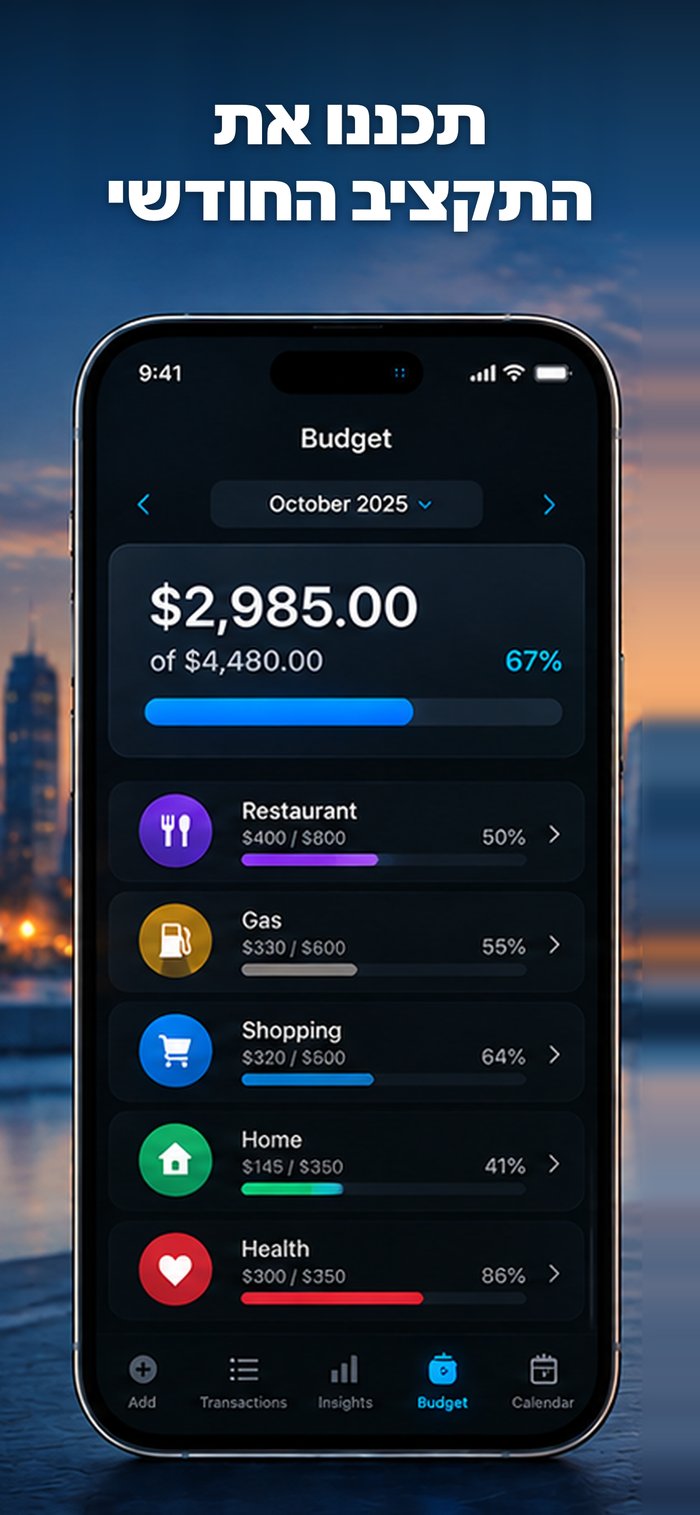 תכננו את
התקציב החודשי
9:41
Budget
October 2025
$2,985.00
of $4,480.00
67%
Restaurant
$400 / $800
50%
Gas
$330 / $600
55%
Shopping
$320 / $600
64%
Home
$145 / $350
41%
Health
$300 / $350
86%
Add
Transactions
Insights
Budget
Calendar